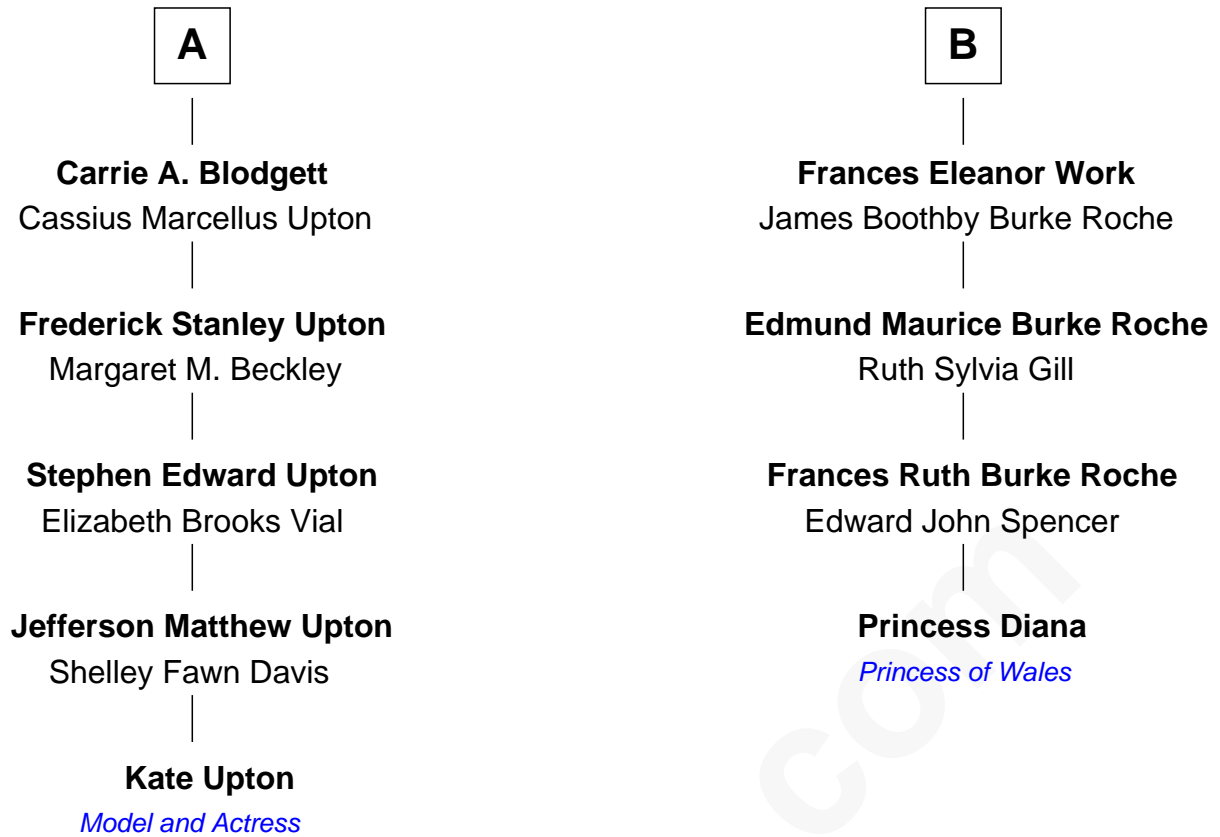 A
Carrie A. Blodgett
Cassius Marcellus Upton
Frederick Stanley Upton
Margaret M. Beckley
Stephen Edward Upton
Elizabeth Brooks Vial
Jefferson Matthew Upton
Shelley Fawn Davis
Kate Upton
Model and Actress
B
Frances Eleanor Work
James Boothby Burke Roche
Edmund Maurice Burke Roche
Ruth Sylvia Gill
Frances Ruth Burke Roche
Edward John Spencer
Princess Diana
Princess of Wales
com